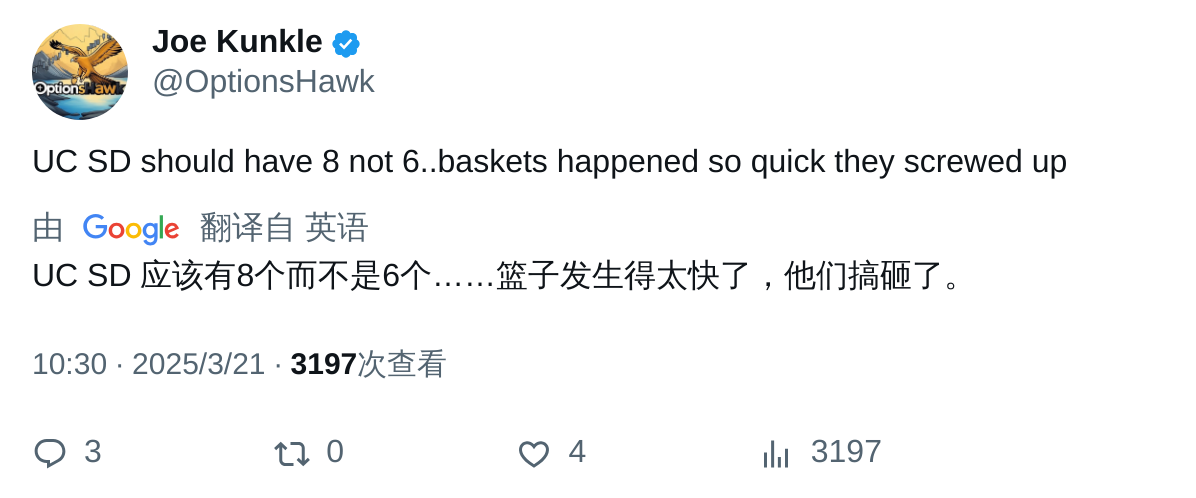 Joe Kunkle
@OptionsHawk
OptionsHawk
UC SD should have 8 not 6..baskets happened so quick they screwed up
由 Google 翻译自 英语
UC SD 应该有8个而不是6个……篮子发生得太快了，他们搞砸了。
10:30 · 2025/3/21 · 3197次查看
3 0 4 3197